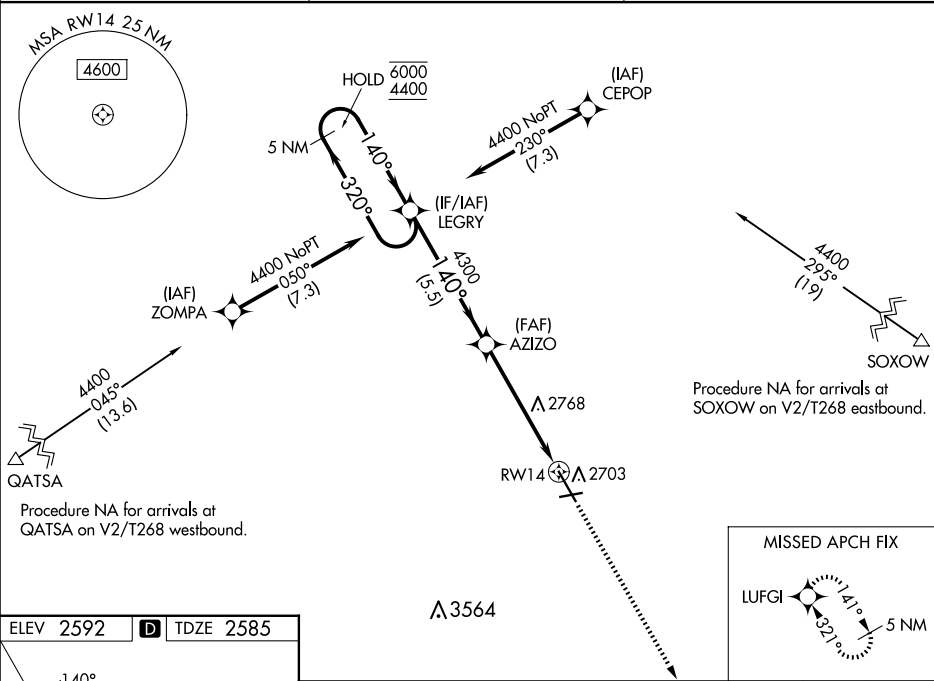 MSA RW14 25 NM
4600
HOLD
6000
4400
5 NM
140°
320°
(IF/IAF)
LEGRY
(IAF)
CEPOP
4400 NoPT
230°
(7.3)
4400 NoPT
050°
(7.3)
(IAF)
ZOMPA
4300
140°
(5.5)
(FAF)
AZIZO
4400
295°
(19)
SOXOW
Procedure NA for arrivals at
SOXOW on V2/T268 eastbound.
4400
045°
(13.6)
QATSA
Procedure NA for arrivals at
QATSA on V2/T268 westbound.
2768
RW14
2703
3564
MISSED APCH FIX
LUFGI
141°
321°
5 NM
ELEV 2592 D TDZE 2585
140°